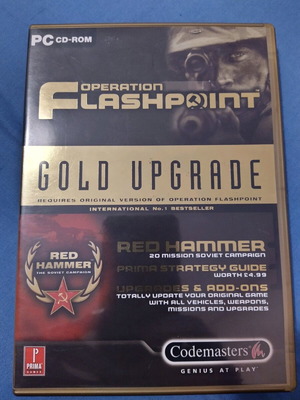 PC CD-ROM
OPERATION
FLASHPOINT
GOLD UPGRADE
REQUIRES ORIGINAL VERSION OF OPERATION FLASHPOINT
INTERNATIONAL No.1 BESTSELLER
RED HAMMER
20 MISSION SOVIET CAMPAIGN
PRIMA STRATEGY GUIDE
WORTH £4.99
UPGRADES & ADD-ONS
TOTALLY UPDATE YOUR ORIGINAL GAME
WITH ALL VEHICLES, WEAPONS,
MISSIONS AND UPGRADES
RED
HAMMER
THE SOVIET CAMPAIGN
P
PRIMA
GAMES
Codemasters
GENIUS AT PLAY